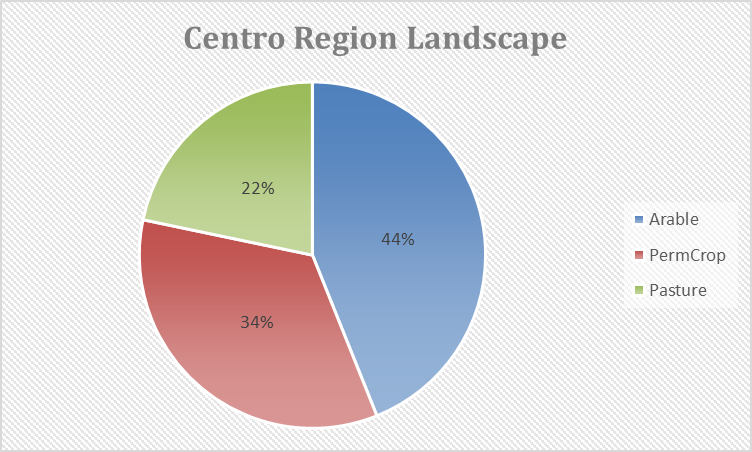 Centro Region Landscape
22%
44%
34%
Arable
PermCrop
Pasture